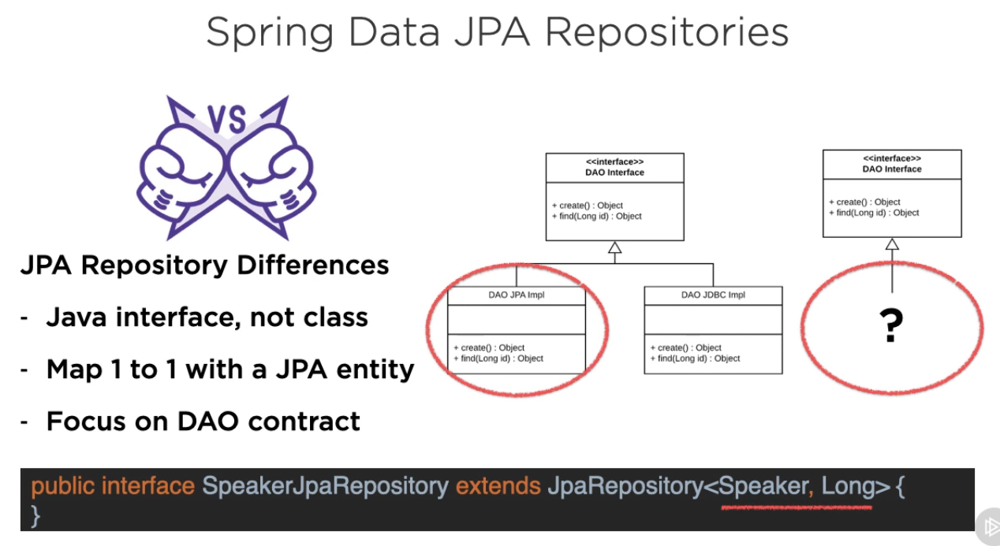 Spring Data JPA Repositories
VS
JPA Repository Differences
- Java interface, not class
- Map 1 to 1 with a JPA entity
- Focus on DAO contract
<<interface>>
DAO Interface
+ create() : Object
+ find(Long id) : Object
DAO JPA Impl
+ create() : Object
+ find(Long id) : Object
DAO JDBC Impl
+ create() : Object
+ find(Long id) : Object
<<interface>>
DAO Interface
+ create() : Object
+ find(Long id) : Object
?
public interface SpeakerJpaRepository extends JpaRepository<Speaker, Long> {
}